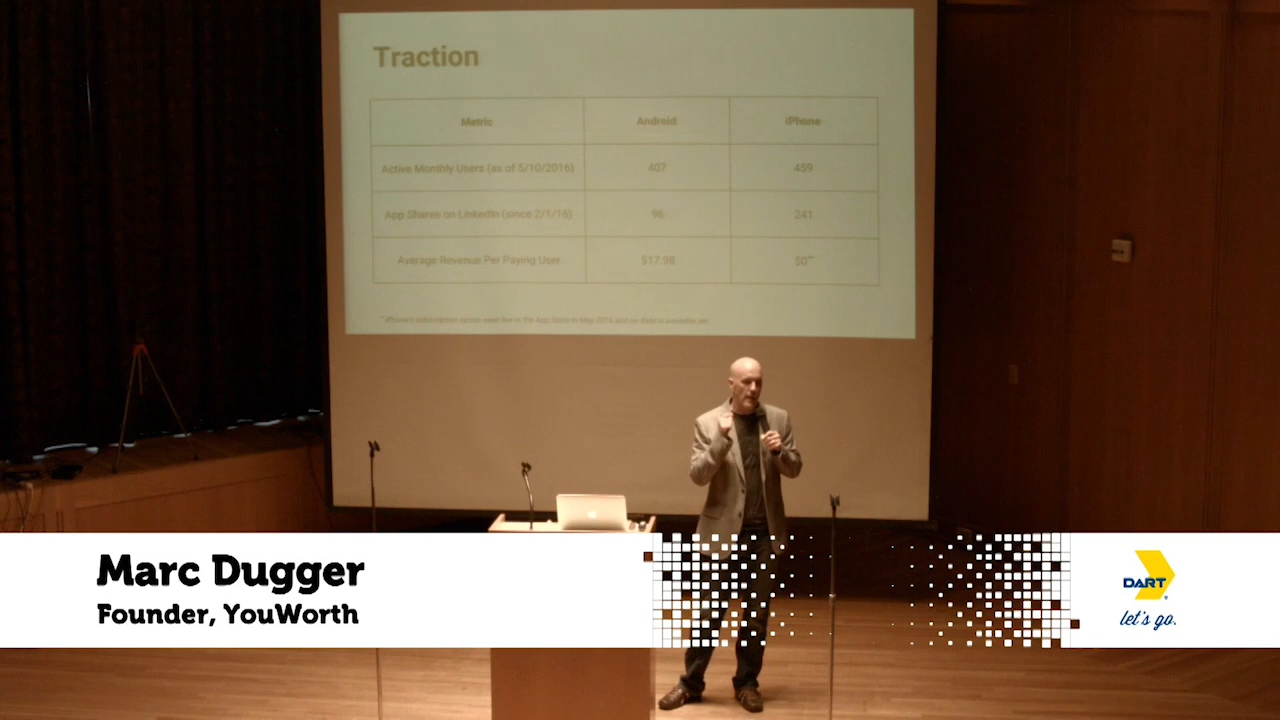 Traction
Metric Android iPhone
Active Monthly Users (as of 5/10/2016) 407 459
App Shares on LinkedIn (since 2/1/16) 96 241
Average Revenue Per Paying User $17.98 $0**
Marc Dugger
Founder, YouWorth
DART
let's go.